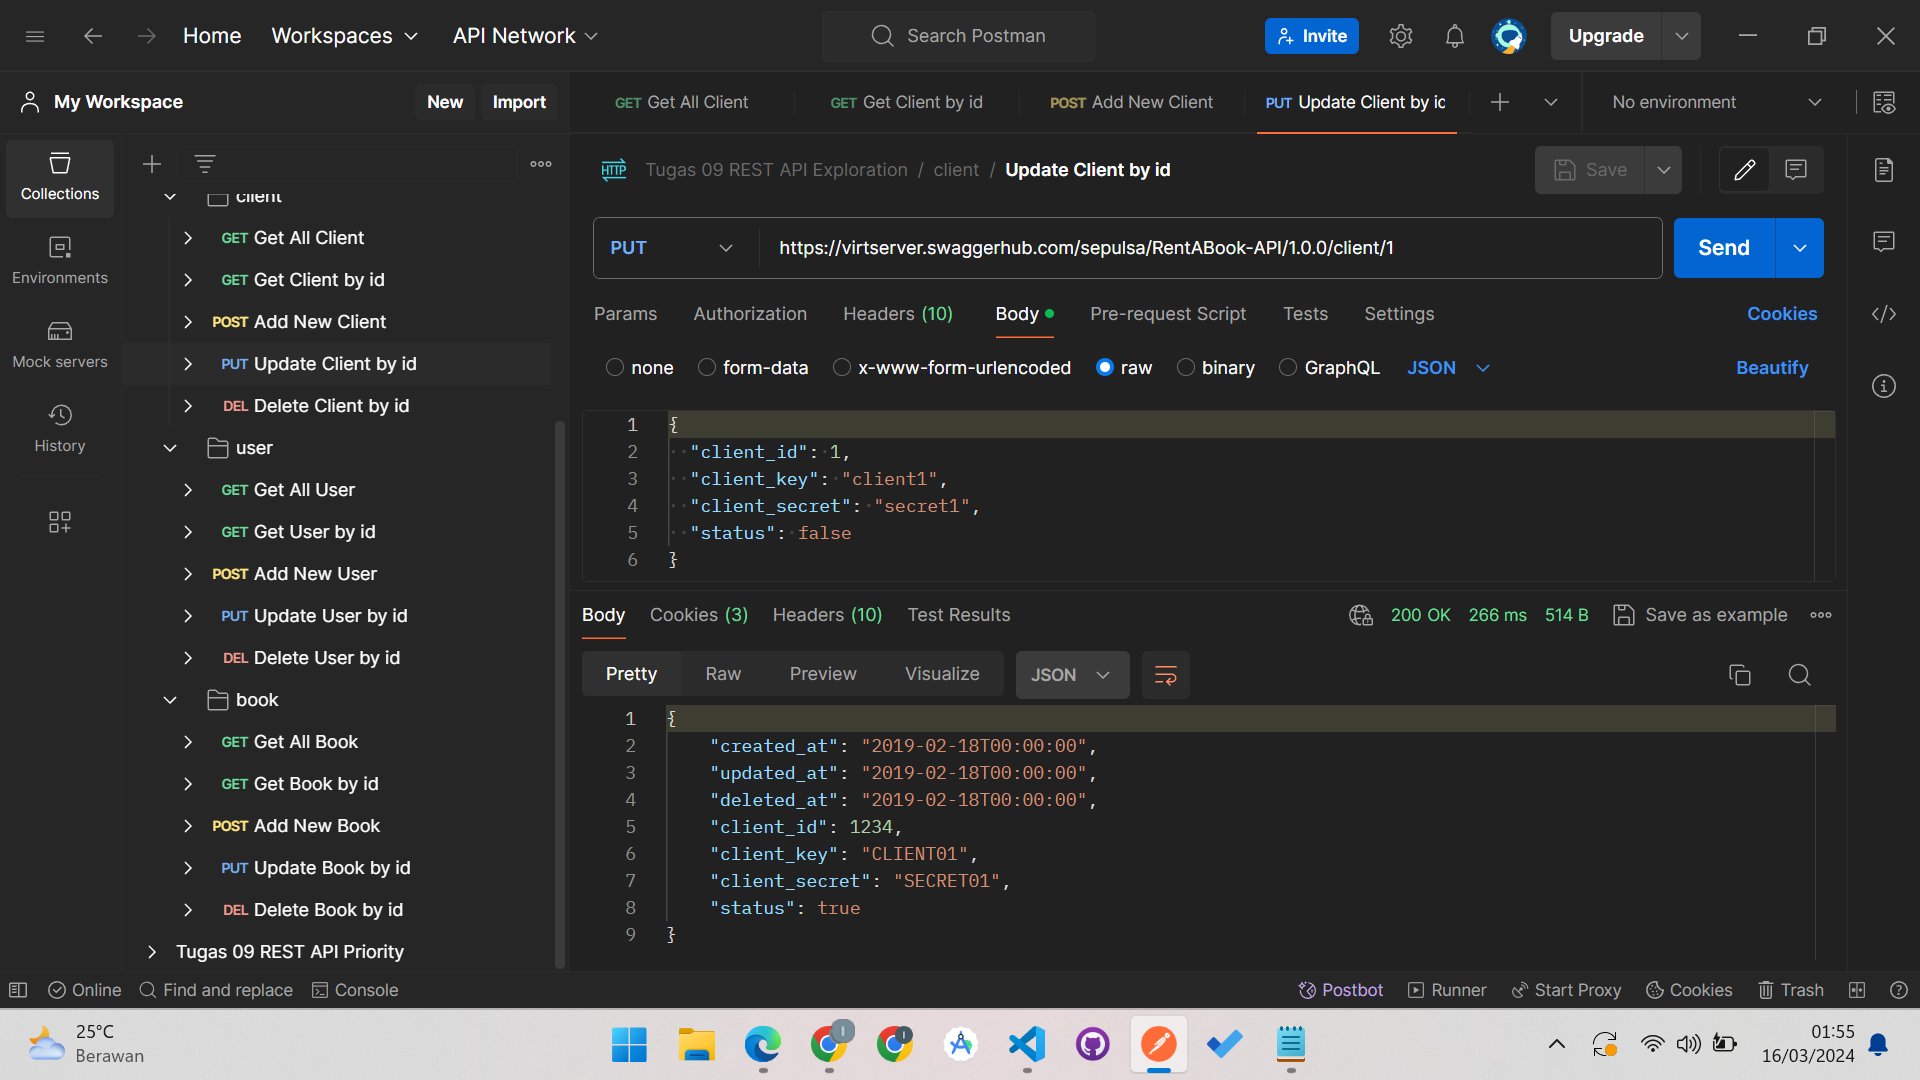 Home Workspaces API Network Search Postman Invite Upgrade
My Workspace New Import GET Get All Client GET Get Client by id POST Add New Client PUT Update Client by id No environment
Collections
Environments
Mock servers
History
client
GET Get All Client
GET Get Client by id
POST Add New Client
PUT Update Client by id
DEL Delete Client by id
user
GET Get All User
GET Get User by id
POST Add New User
PUT Update User by id
DEL Delete User by id
book
GET Get All Book
GET Get Book by id
POST Add New Book
PUT Update Book by id
DEL Delete Book by id
Tugas 09 REST API Priority
HTTP Tugas 09 REST API Exploration / client / Update Client by id Save
PUT https://virtserver.swaggerhub.com/sepulsa/RentABook-API/1.0.0/client/1 Send
Params Authorization Headers (10) Body Pre-request Script Tests Settings Cookies
none form-data x-www-form-urlencoded raw binary GraphQL JSON Beautify
1 {
2 "client_id": 1,
3 "client_key": "client1",
4 "client_secret": "secret1",
5 "status": false
6 }
Body Cookies (3) Headers (10) Test Results 200 OK 266 ms 514 B Save as example
Pretty Raw Preview Visualize JSON
1 {
2 "created_at": "2019-02-18T00:00:00",
3 "updated_at": "2019-02-18T00:00:00",
4 "deleted_at": "2019-02-18T00:00:00",
5 "client_id": 1234,
6 "client_key": "CLIENT01",
7 "client_secret": "SECRET01",
8 "status": true
9 }
Online Find and replace Console Postbot Runner Start Proxy Cookies Trash
25°C
Berawan
01:55
16/03/2024